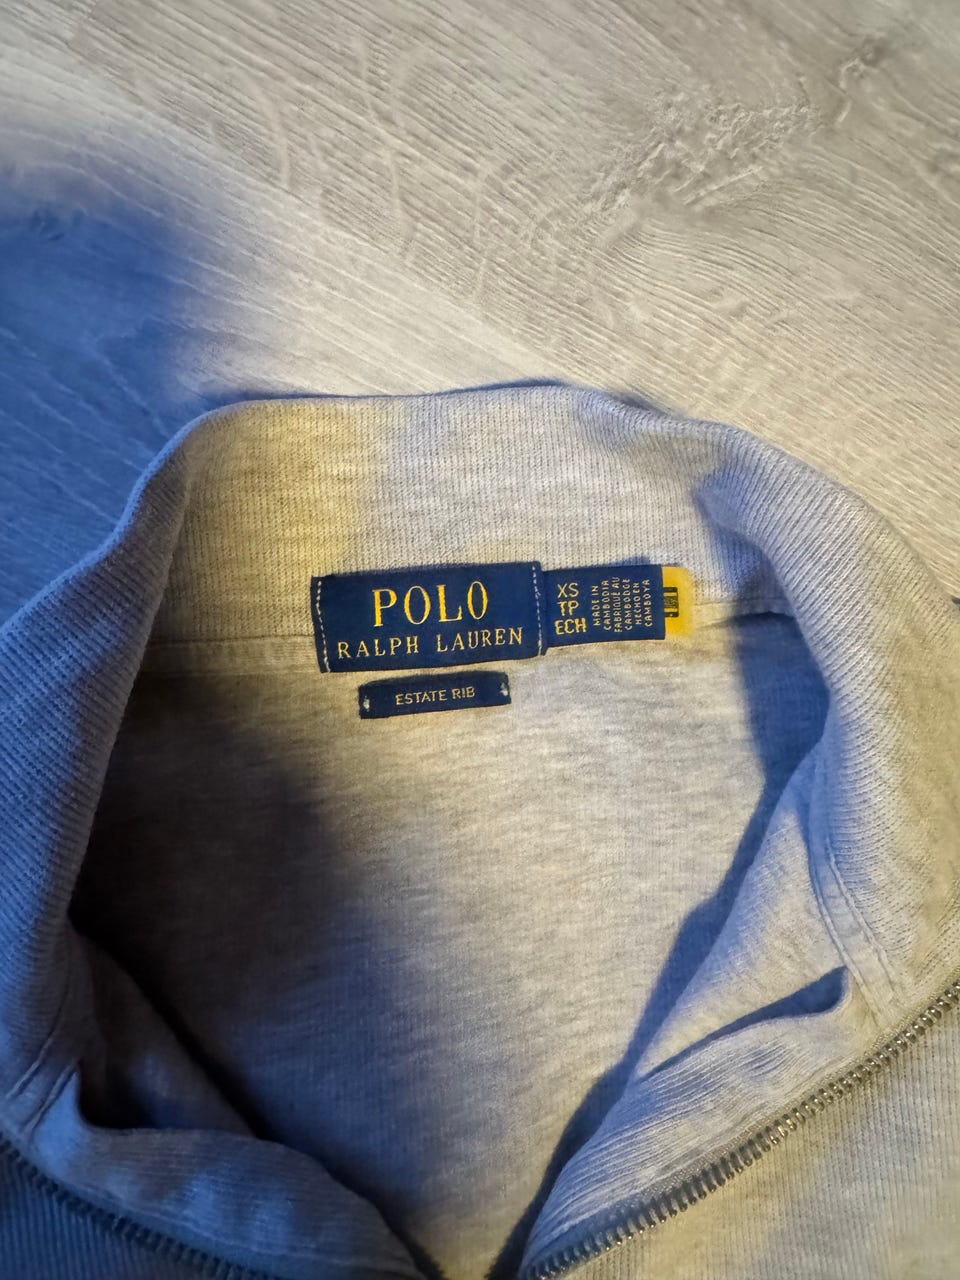 POLO
RALPH LAUREN
ESTATE RIB
XS
TP
ECH
MADE IN
CAMBODIA
FABRIQUÉ AU
CAMBODGE
HECHO EN
CAMBOYA